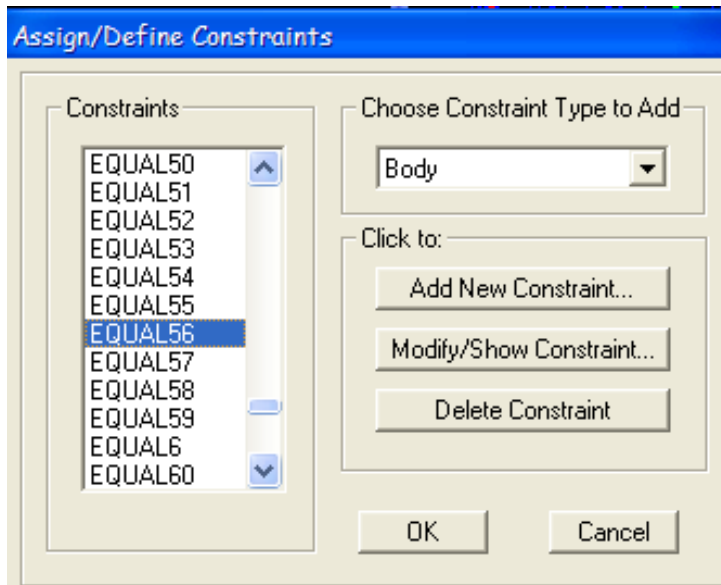 Assign/Define Constraints
Constraints
EQUAL50
EQUAL51
EQUAL52
EQUAL53
EQUAL54
EQUAL55
EQUAL56
EQUAL57
EQUAL58
EQUAL59
EQUAL6
EQUAL60
Choose Constraint Type to Add
Body
Click to:
Add New Constraint...
Modify/Show Constraint...
Delete Constraint
OK
Cancel